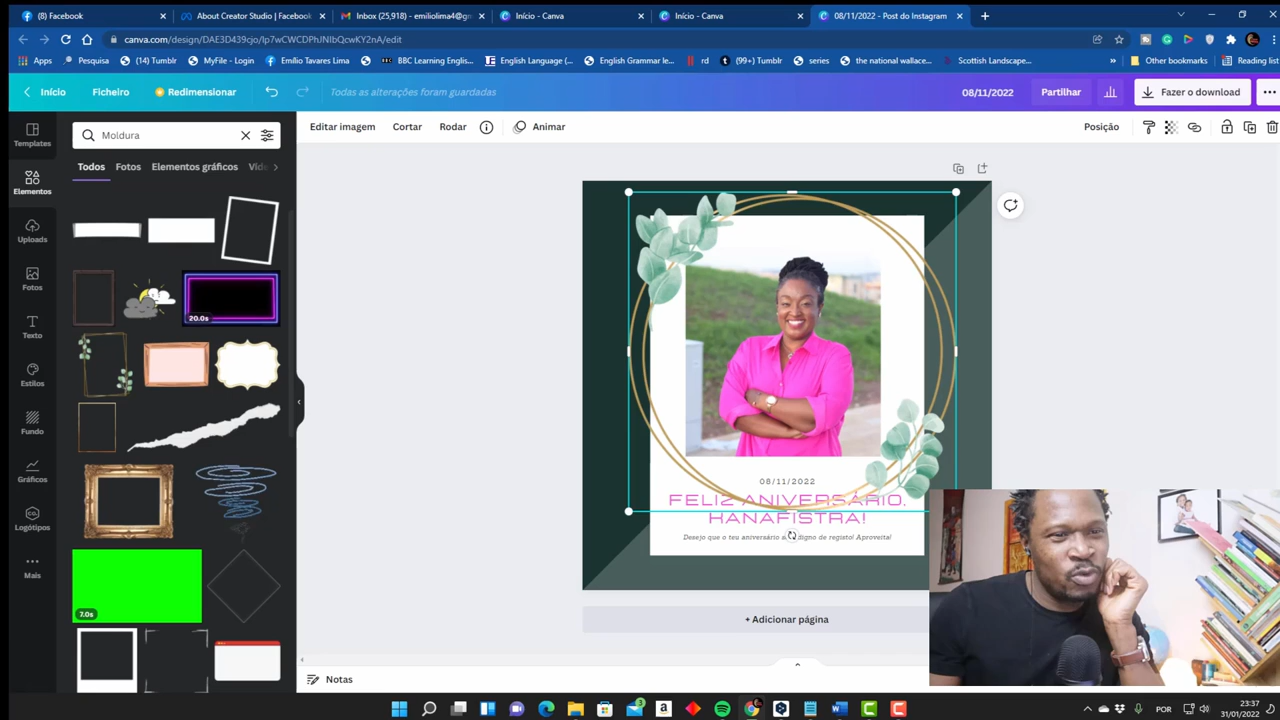 (8) Facebook
About Creator Studio | Facebook
Inbox (25,918) - emiliolima4@gm
Início - Canva
Início - Canva
08/11/2022 - Post do Instagram
canva.com/design/DAE3D439cjo/lp7wCWCDPhJNIbQcwKY2nA/edit
Apps
Pesquisa
(14) Tumblr
MyFile - Login
Emílio Tavares Lima
BBC Learning Englis...
English Language (...
English Grammar le...
rd
(99+) Tumblr
series
the national wallace...
Scottish Landscape...
»
Other bookmarks
Reading list
Início
Ficheiro
Redimensionar
Todas as alterações foram guardadas
08/11/2022
Partilhar
Fazer o download
Templates
Elementos
Uploads
Fotos
Texto
Estilos
Fundo
Gráficos
Logótipos
Mais
Moldura
Todos
Fotos
Elementos gráficos
Víde
20.0s
7.0s
Editar imagem
Cortar
Rodar
Animar
Posição
08/11/2022
FELIZ ANIVERSÁRIO,
KANAFISTRA!
Desejo que o teu aniversário digno de registo! Aproveita!
+ Adicionar página
Notas
POR
23:37
31/01/2022